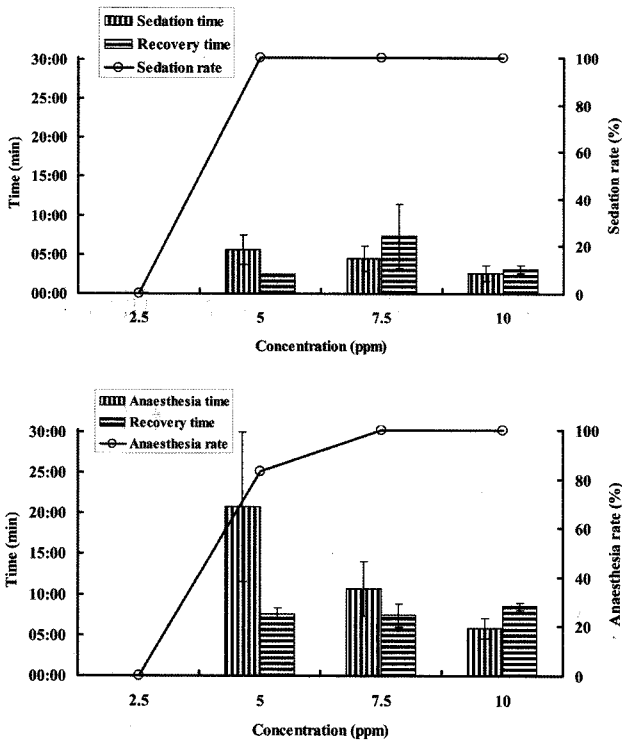 Sedation time
Recovery time
Sedation rate
30:00
25:00
20:00
15:00
10:00
05:00
00:00
Time (min)
100
80
60
40
20
0
Sedation rate (%)
2.5 5 7.5 10
Concentration (ppm)
Anaesthesia time
Recovery time
Anaesthesia rate
30:00
25:00
20:00
15:00
10:00
05:00
00:00
Time (min)
100
80
60
40
20
0
Anaesthesia rate (%)
2.5 5 7.5 10
Concentration (ppm)